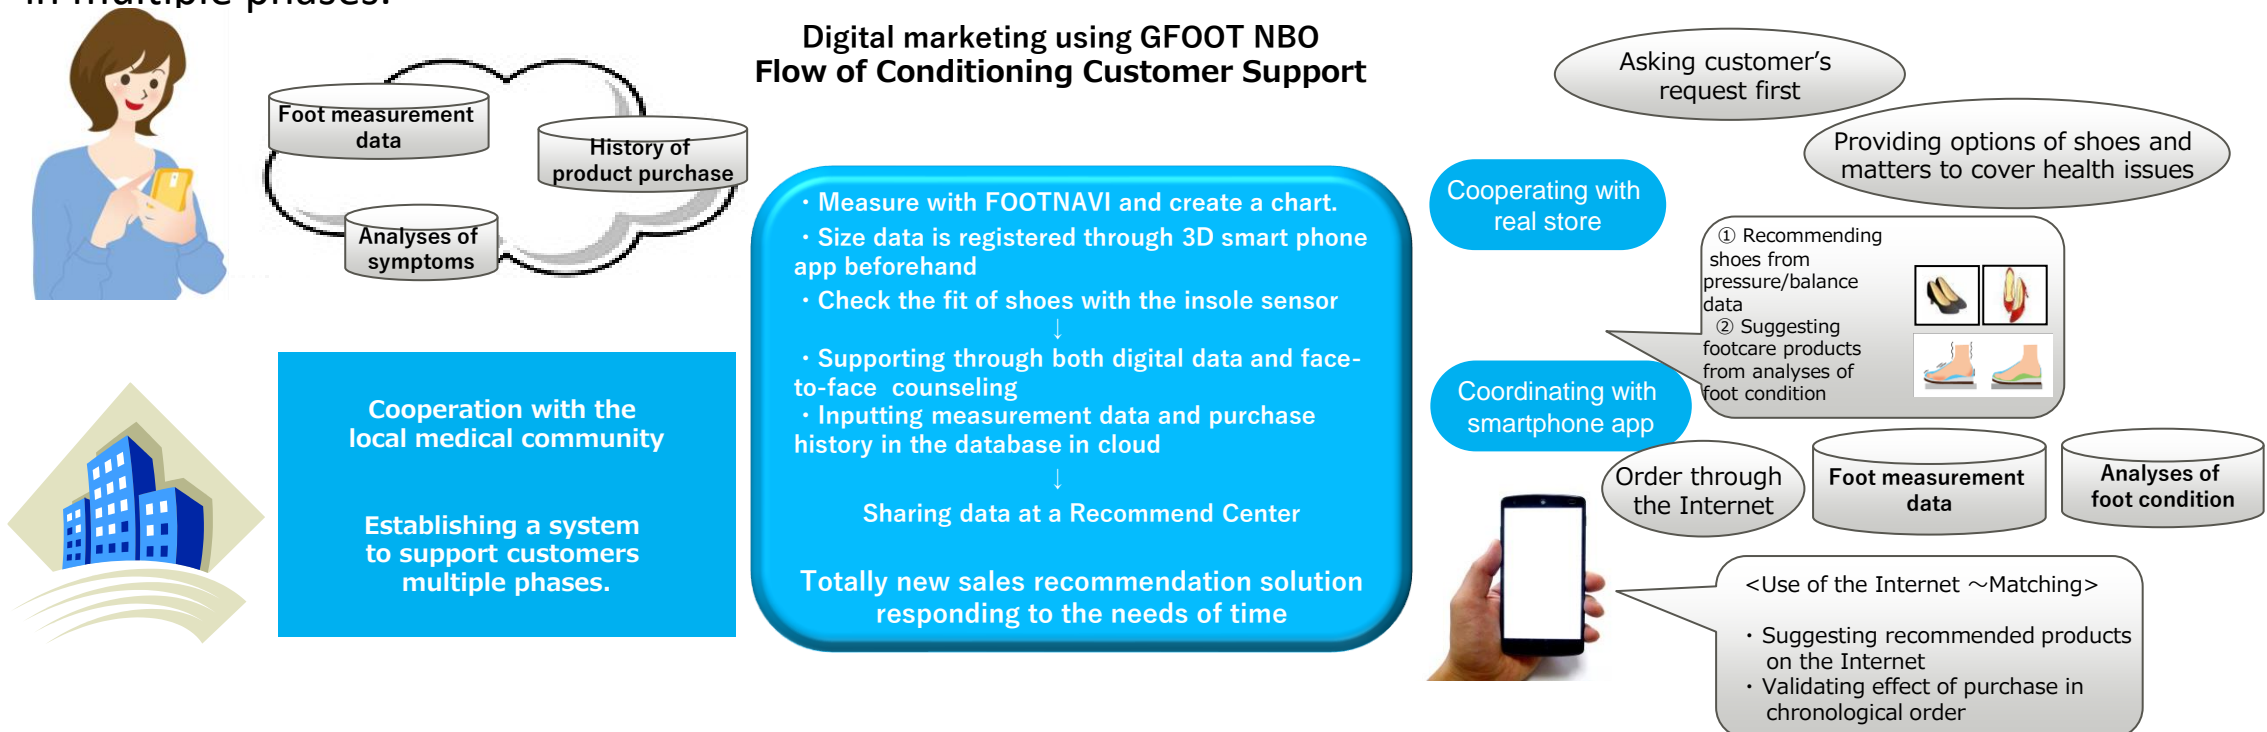 in multiple phases.
Digital marketing using GFOOT NBO
Flow of Conditioning Customer Support
Foot measurement
data
History of
product purchase
Analyses of
symptoms
Cooperation with the
local medical community
Establishing a system
to support customers
multiple phases.
・Measure with FOOTNAVI and create a chart.
・Size data is registered through 3D smart phone
app beforehand
・Check the fit of shoes with the insole sensor
↓
・Supporting through both digital data and face-
to-face counseling
・Inputting measurement data and purchase
history in the database in cloud
↓
Sharing data at a Recommend Center
Totally new sales recommendation solution
responding to the needs of time
Asking customer's
request first
Providing options of shoes and
matters to cover health issues
Cooperating with
real store
① Recommending
shoes from
pressure/balance
data
② Suggesting
footcare products
from analyses of
foot condition
Coordinating with
smartphone app
Order through
the Internet
Foot measurement
data
Analyses of
foot condition
<Use of the Internet ～Matching>
・Suggesting recommended products
on the Internet
・Validating effect of purchase in
chronological order